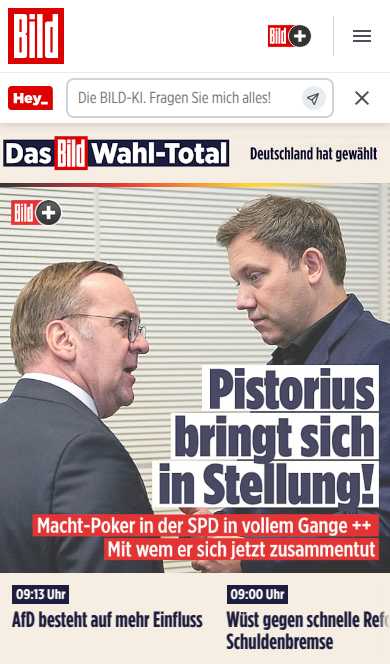 Bild
Bild+
Hey_
Die BILD-KI. Fragen Sie mich alles!
Das Bild Wahl-Total
Deutschland hat gewählt
Bild+
Pistorius
bringt sich
in Stellung!
Macht-Poker in der SPD in vollem Gange ++
Mit wem er sich jetzt zusammentut
09:13 Uhr
AfD besteht auf mehr Einfluss
09:00 Uhr
Wüst gegen schnelle Refo
Schuldenbremse